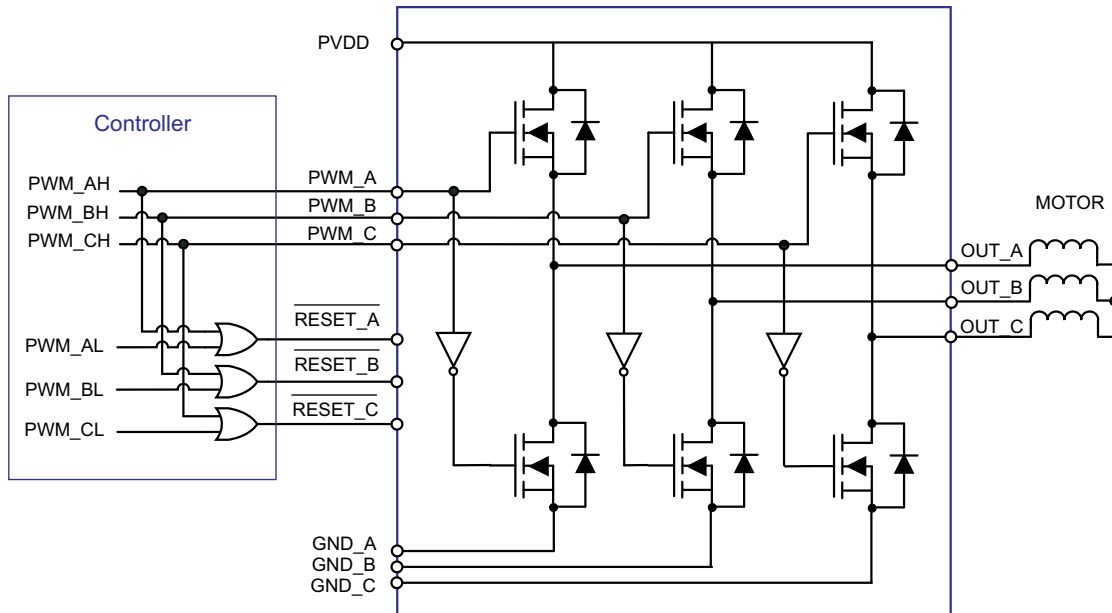 PVDD
Controller
PWM_AH
PWM_BH
PWM_CH
PWM_AL
PWM_BL
PWM_CL
PWM_A
PWM_B
PWM_C
RESET_A
RESET_B
RESET_C
GND_A
GND_B
GND_C
MOTOR
OUT_A
OUT_B
OUT_C